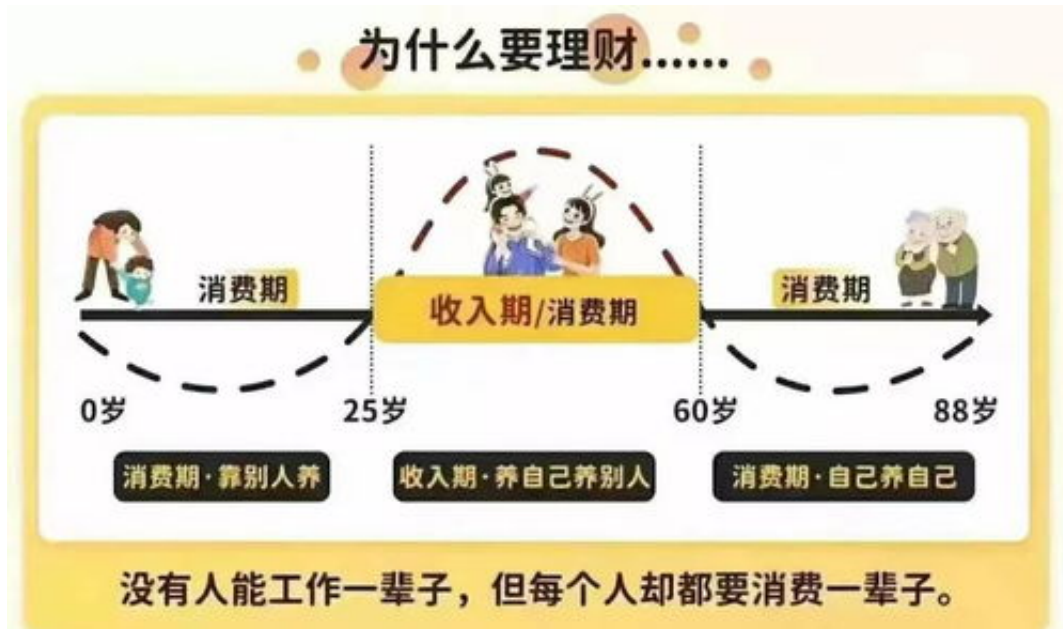 为什么要理财......
消费期
收入期/消费期
消费期
0岁
25岁
60岁
88岁
消费期·靠别人养
收入期·养自己养别人
消费期·自己养自己
没有人能工作一辈子，但每个人却都要消费一辈子。